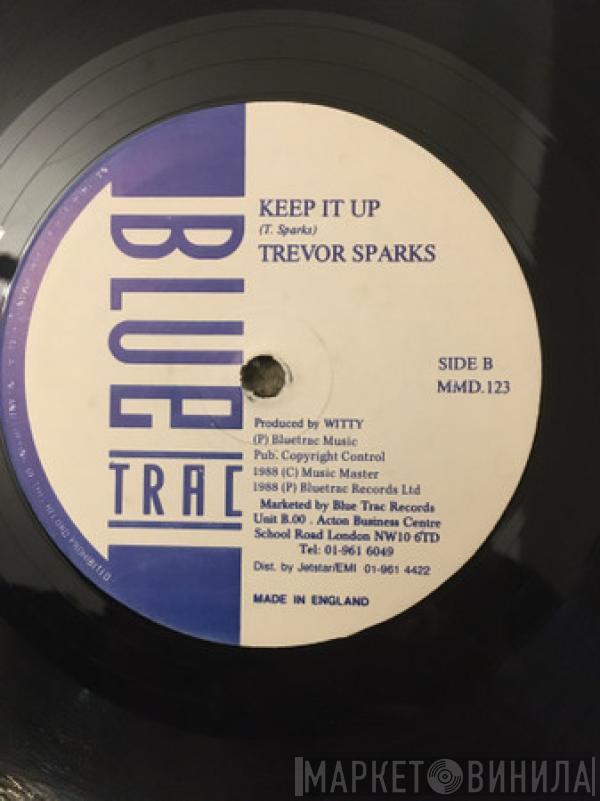 KEEP IT UP
(T. Sparks)
TREVOR SPARKS
BLUE
TRAC
SIDE B
MMD.123
Produced by WITTY
(P) Bluetrac Music
Pub. Copyright Control
1988 (C) Music Master
1988 (P) Bluetrac Records Ltd
Marketed by Blue Trac Records
Unit B.00 . Acton Business Centre
School Road London NW10 6TD
Tel: 01-961 6049
Dist. by Jetstar/EMI 01-961 4422
MADE IN ENGLAND
МАРКЕТ ВИНИЛА